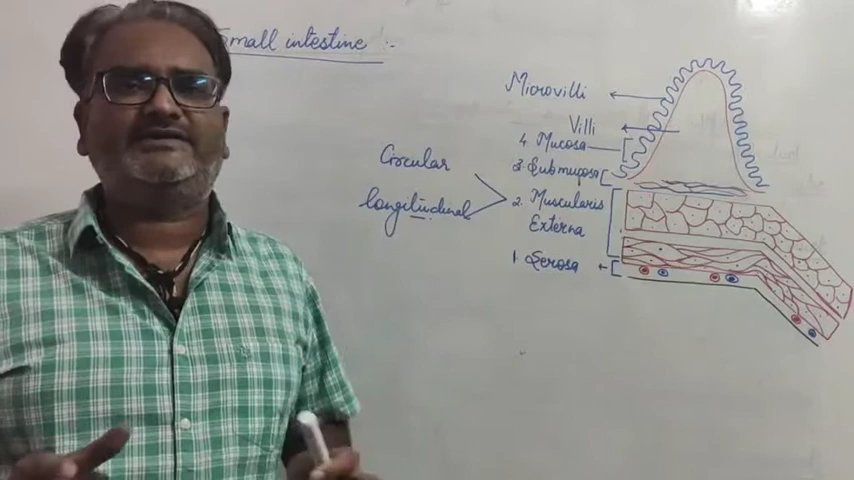 Small intestine :-
Microvilli
Villi
4. Mucosa
3. Submucosa
Circular
longitudinal
2. Muscularis
Externa
1. Serosa